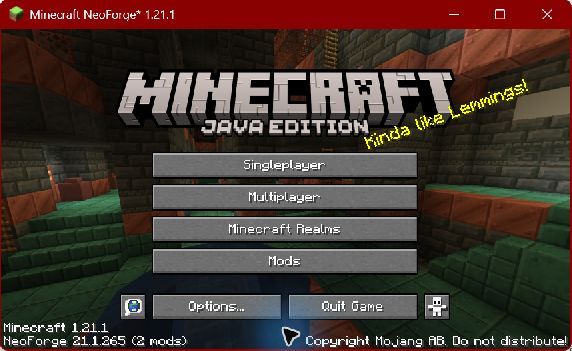 Minecraft NeoForge* 1.21.1
MINECRAFT
JAVA EDITION
Kinda like Lemmings!
Singleplayer
Multiplayer
Minecraft Realms
Mods
Options...
Quit Game
Minecraft 1.21.1
NeoForge 21.1.265 (2 mods)
Copyright Mojang AB. Do not distribute!